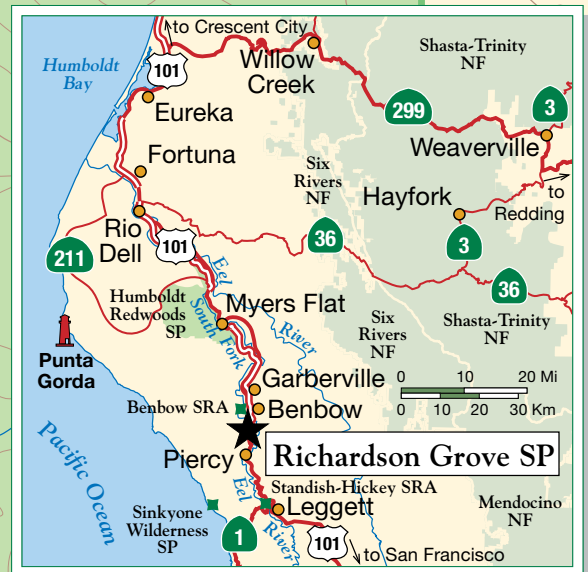 to Crescent City
Humboldt
Bay
101
Willow
Creek
Shasta-Trinity
NF
Eureka
299
3
Weaverville
Fortuna
Six
Rivers
NF
Hayfork
to
Redding
Rio
Dell
101
36
3
211
36
Eel
River
Humboldt
Redwoods
SP
South Fork
Myers Flat
Six
Rivers
NF
Shasta-Trinity
NF
Punta
Gorda
Garberville
0 10 20 Mi
0 10 20 30 Km
Benbow SRA
Benbow
Richardson Grove SP
Piercy
Pacific Ocean
Eel
River
Standish-Hickey SRA
Leggett
Mendocino
NF
Sinkyone
Wilderness
SP
1
101
to San Francisco